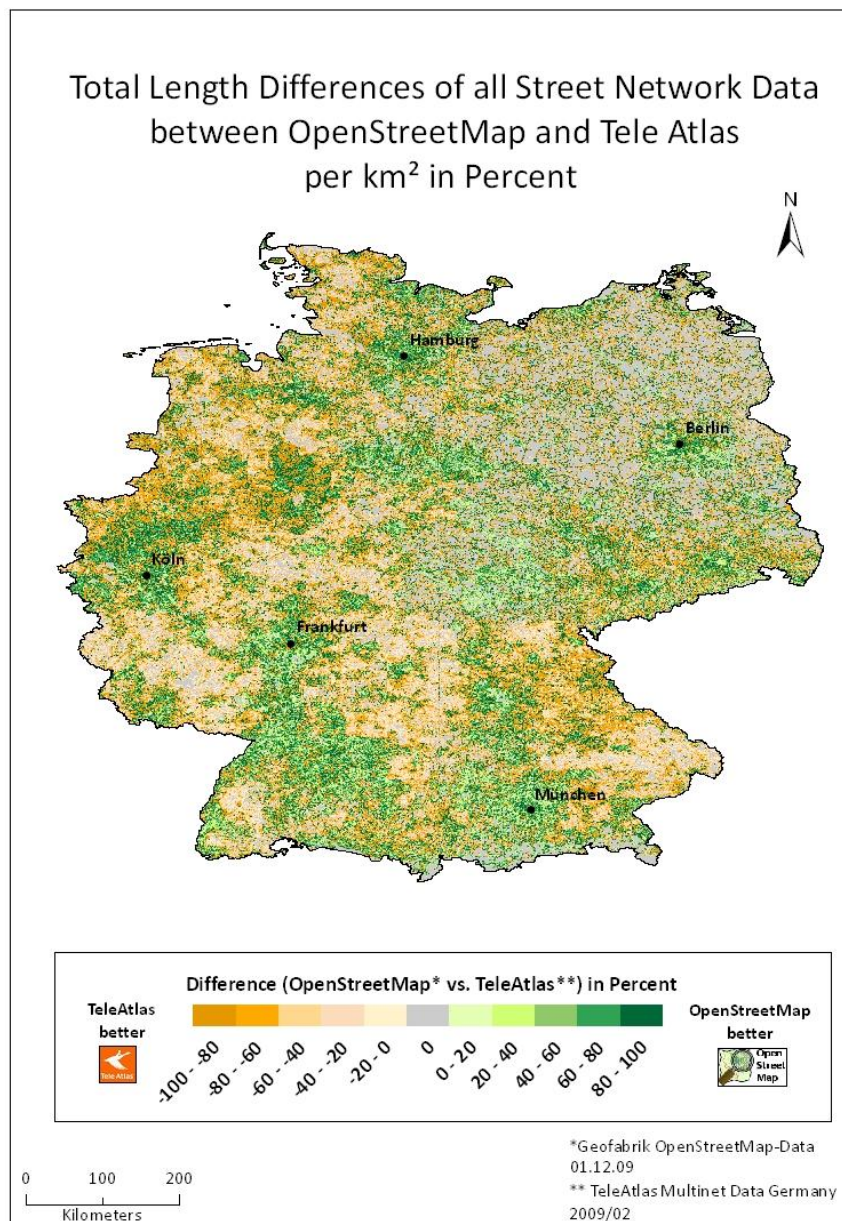 Total Length Differences of all Street Network Data
between OpenStreetMap and Tele Atlas
per km² in Percent
N
Hamburg
Berlin
Köln
Frankfurt
München
Difference (OpenStreetMap* vs. TeleAtlas**) in Percent
TeleAtlas
better
Tele Atlas
-100 - -80
-80 - -60
-60 - -40
-40 - -20
-20 - 0
0
0 - 20
20 - 40
40 - 60
60 - 80
80 - 100
OpenStreetMap
better
Open
Street
Map
*Geofabrik OpenStreetMap-Data
01.12.09
** TeleAtlas Multinet Data Germany
2009/02
0 100 200
Kilometers